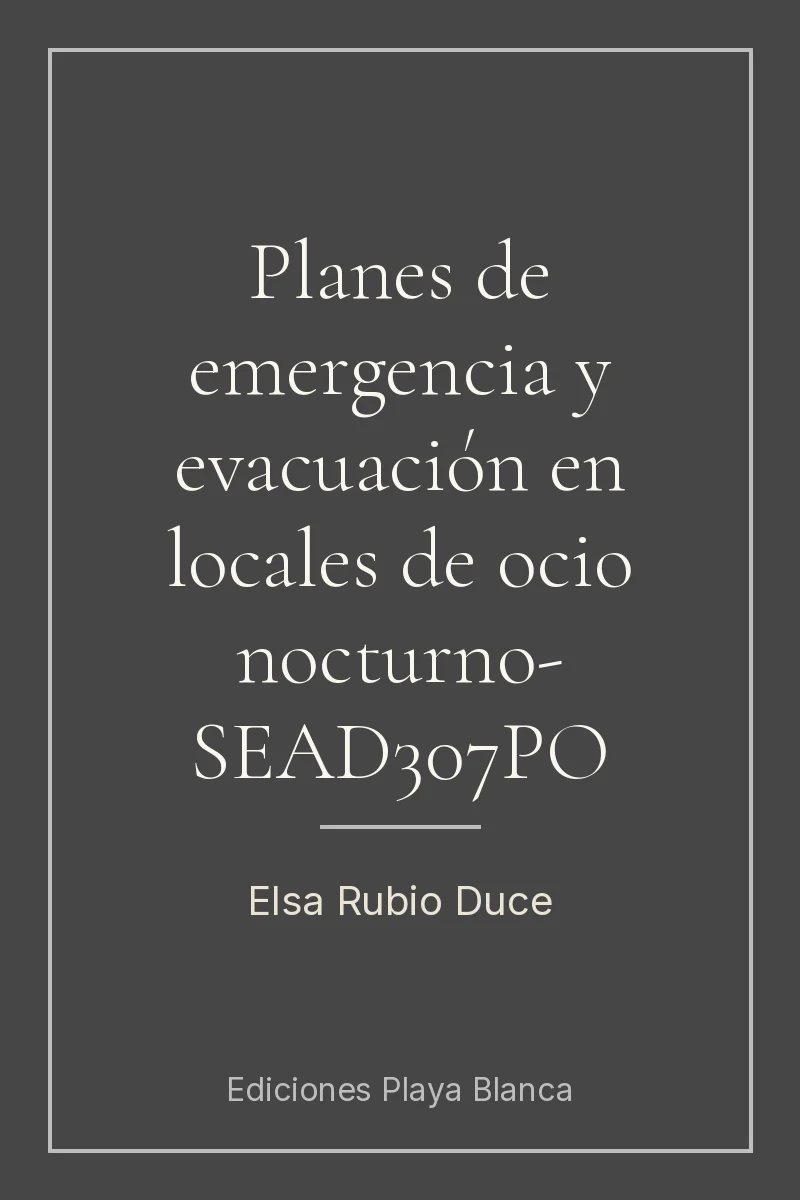 Planes de
emergencia y
evacuación en
locales de ocio
nocturno-
SEAD307PO
Elsa Rubio Duce
Ediciones Playa Blanca